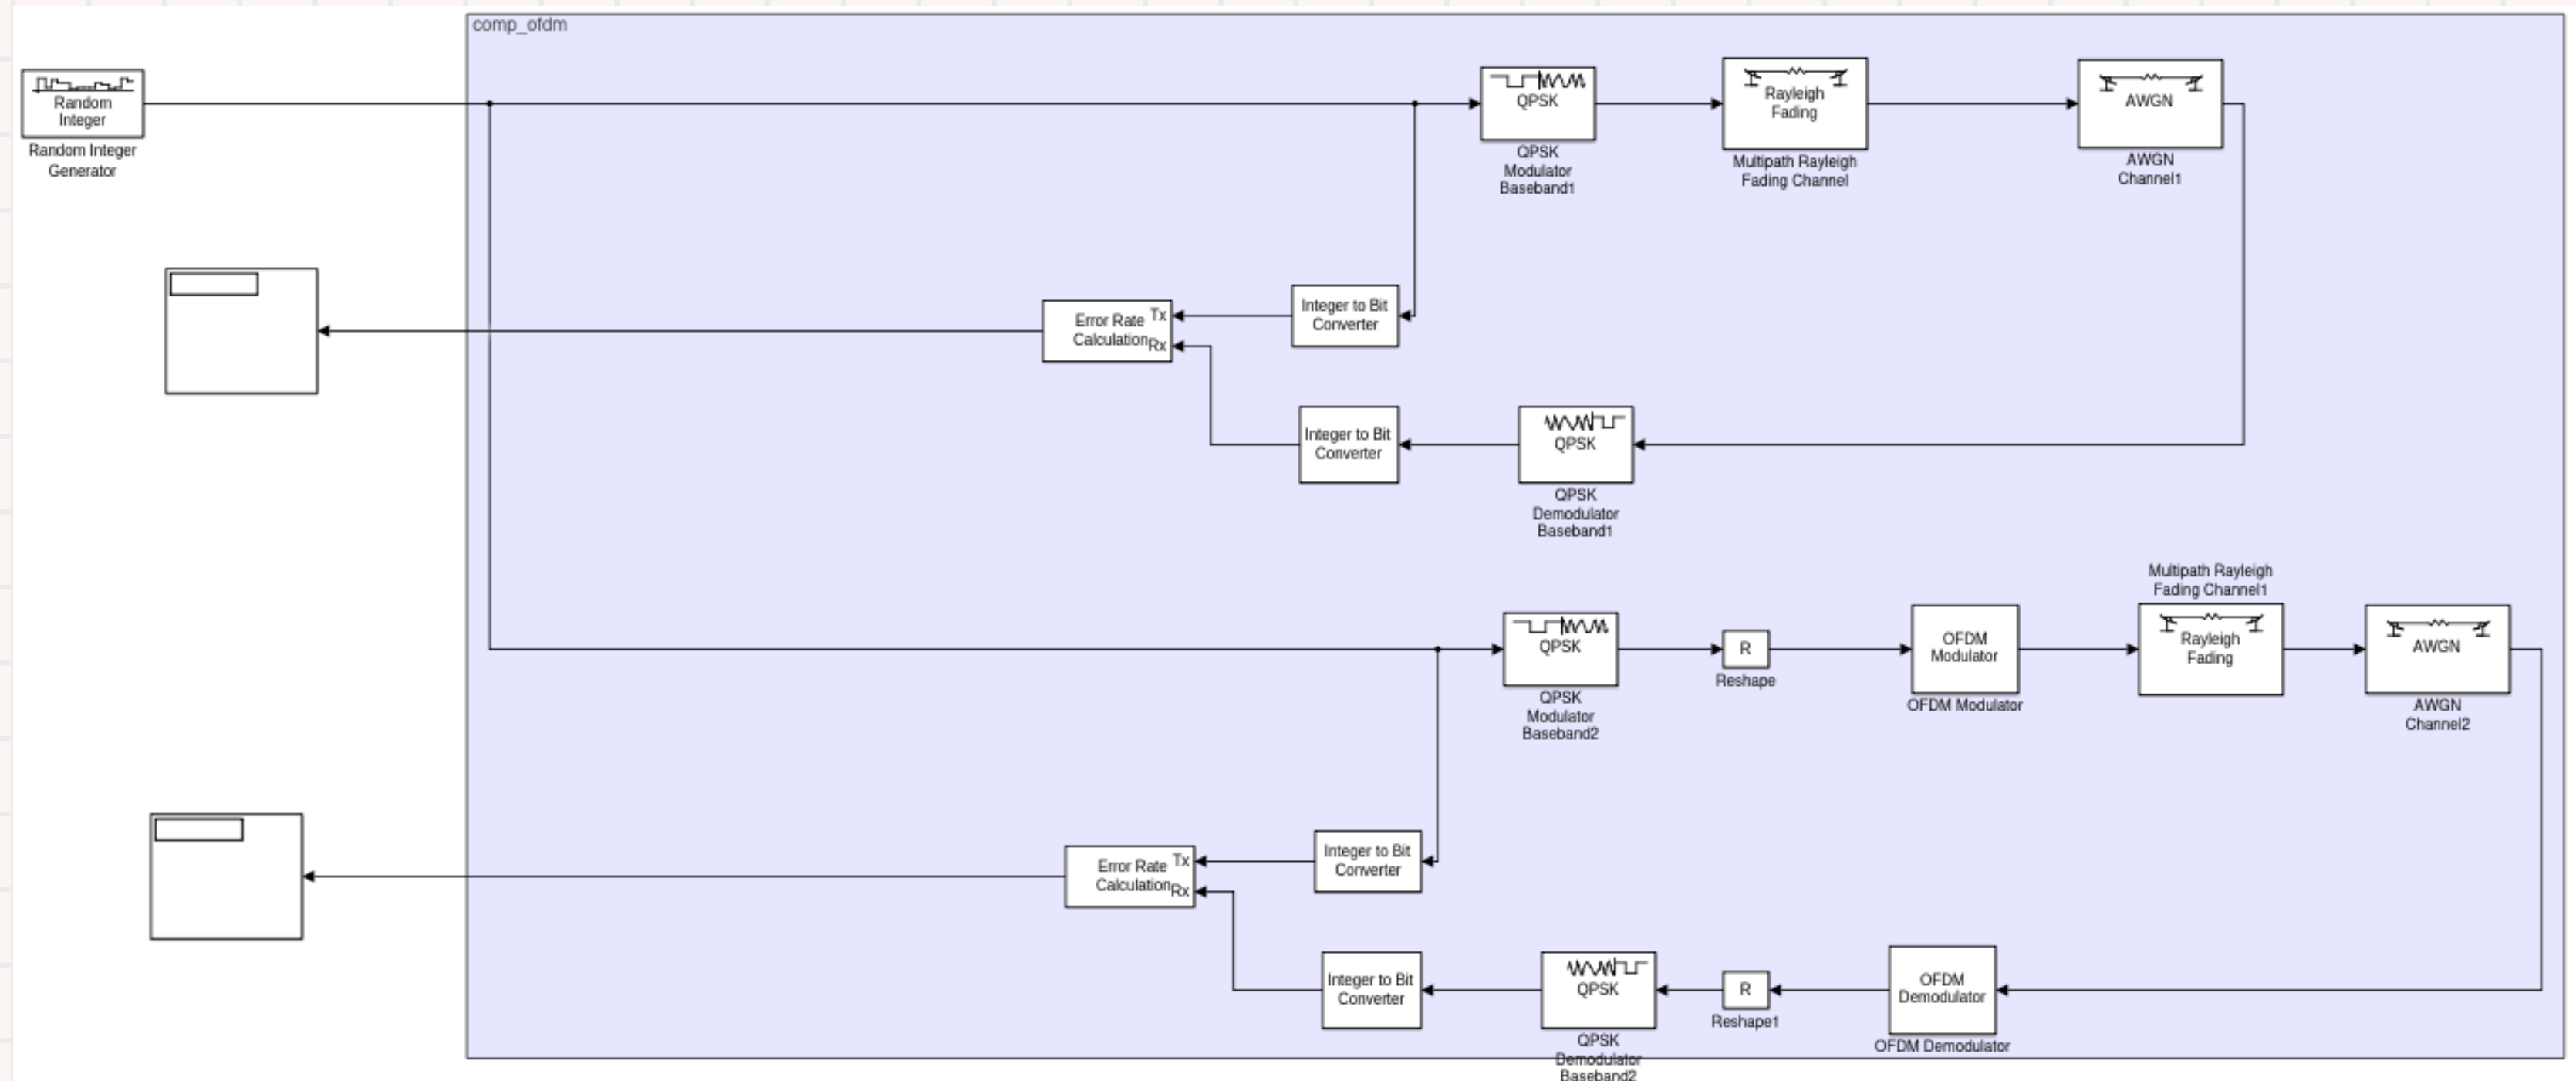 comp_ofdm
Random
Integer
Random Integer
Generator
QPSK
QPSK
Modulator
Baseband1
Rayleigh
Fading
Multipath Rayleigh
Fading Channel
AWGN
AWGN
Channel1
Error Rate
Calculation
Tx
Rx
Integer to Bit
Converter
Integer to Bit
Converter
QPSK
QPSK
Demodulator
Baseband1
QPSK
QPSK
Modulator
Baseband2
R
Reshape
OFDM
Modulator
OFDM Modulator
Multipath Rayleigh
Fading Channel1
Rayleigh
Fading
AWGN
AWGN
Channel2
Error Rate
Calculation
Tx
Rx
Integer to Bit
Converter
Integer to Bit
Converter
QPSK
QPSK
Demodulator
Baseband2
R
Reshape1
OFDM
Demodulator
OFDM Demodulator